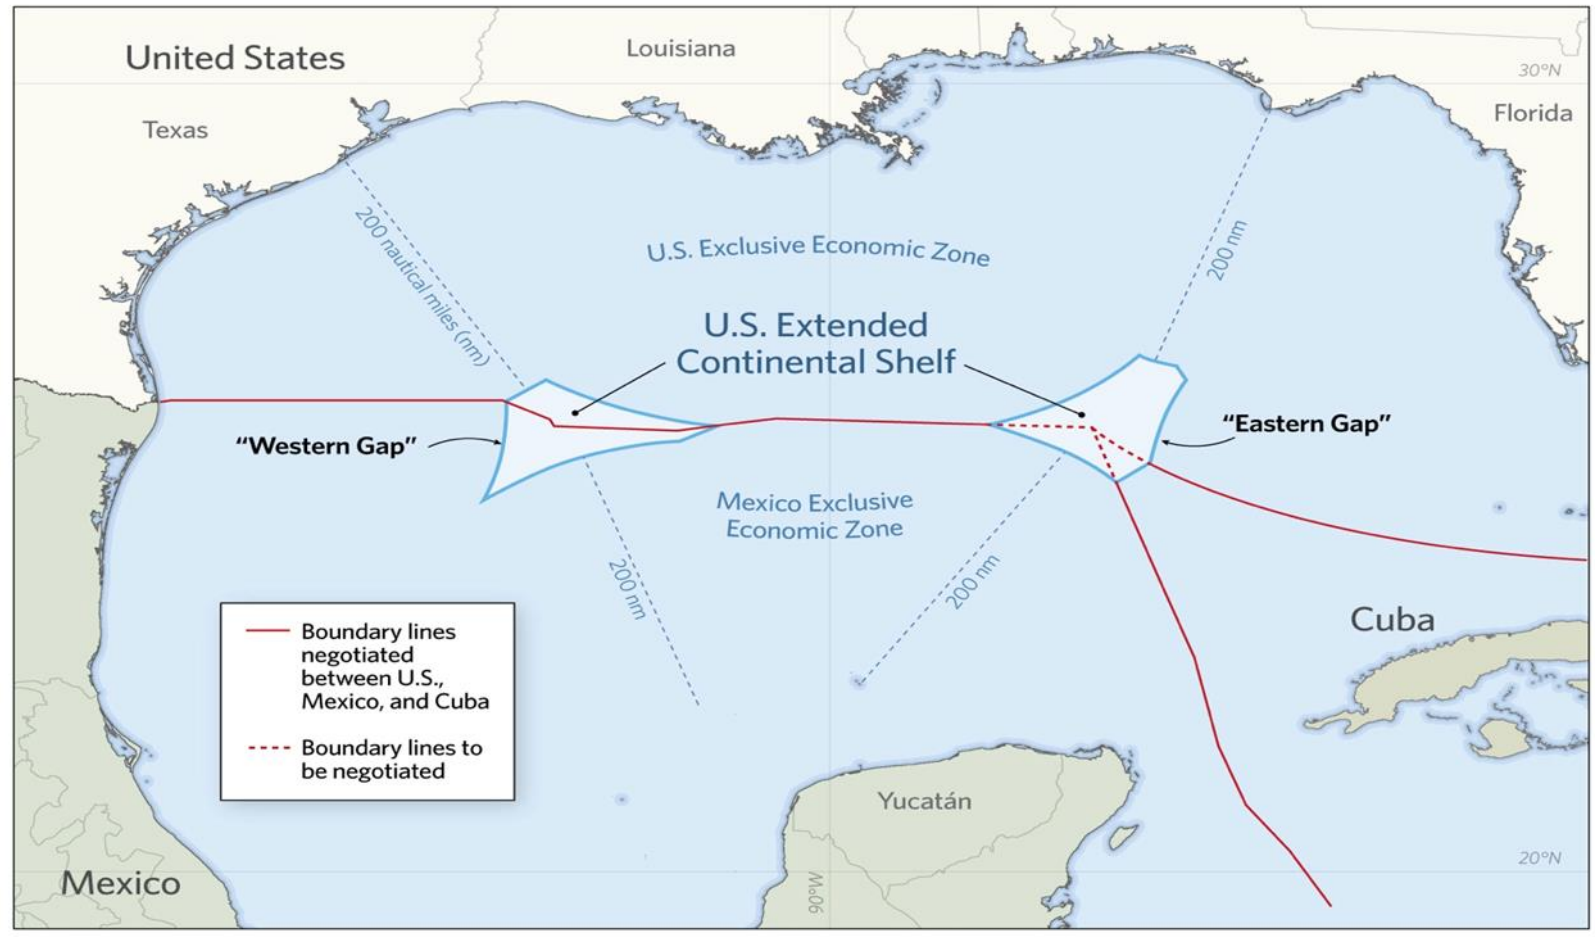 United States
Louisiana
30°N
Texas
Florida
200 nautical miles (nm)
U.S. Exclusive Economic Zone
200 nm
U.S. Extended
Continental Shelf
"Western Gap"
"Eastern Gap"
Mexico Exclusive
Economic Zone
200 nm
200 nm
Cuba
Boundary lines
negotiated
between U.S.,
Mexico, and Cuba
Boundary lines to
be negotiated
Yucatán
20°N
90°W
Mexico